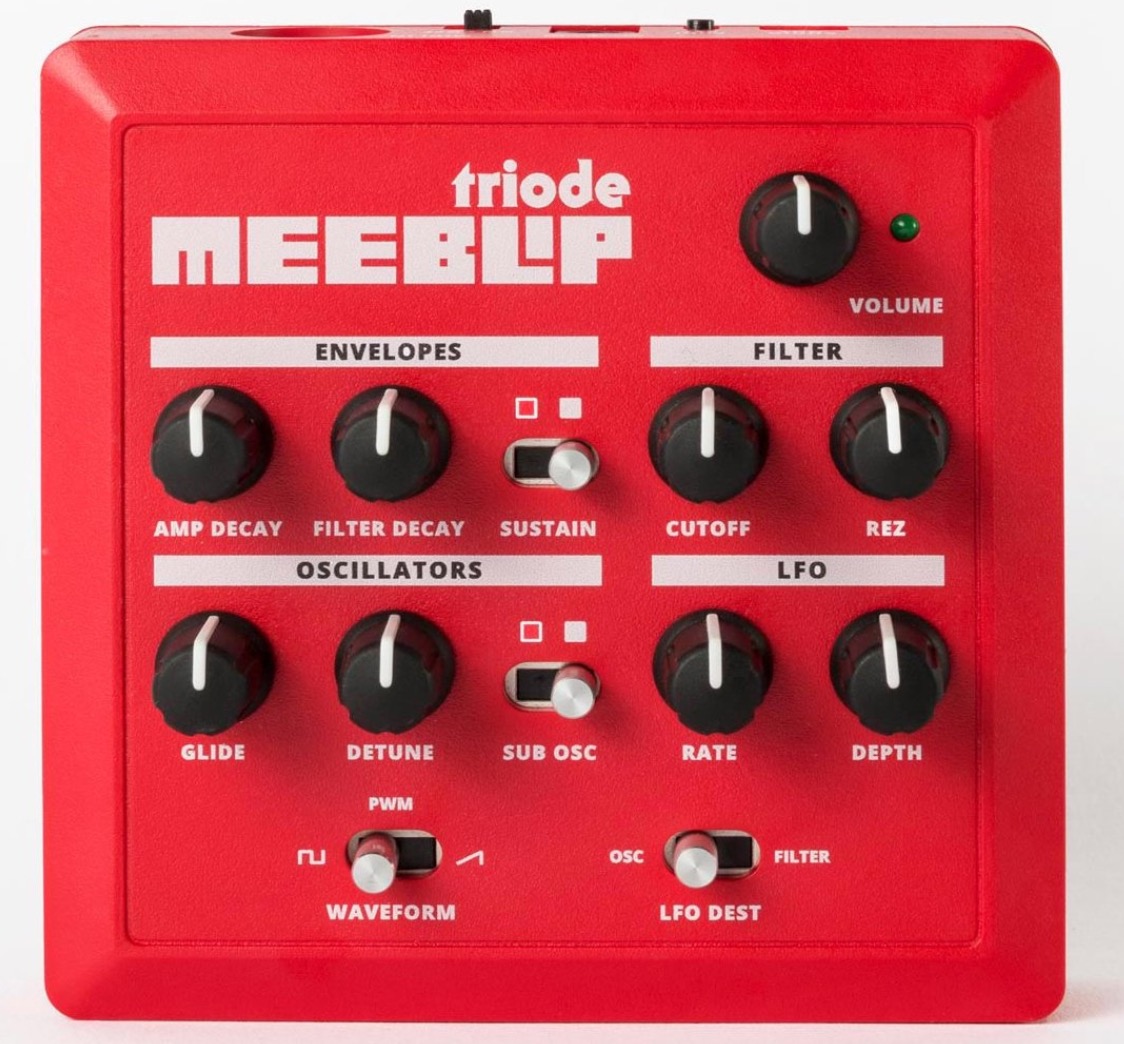 triode
MEEBLIP
VOLUME
ENVELOPES FILTER
AMP DECAY FILTER DECAY SUSTAIN CUTOFF REZ
OSCILLATORS LFO
GLIDE DETUNE SUB OSC RATE DEPTH
PWM
OSC FILTER
WAVEFORM LFO DEST